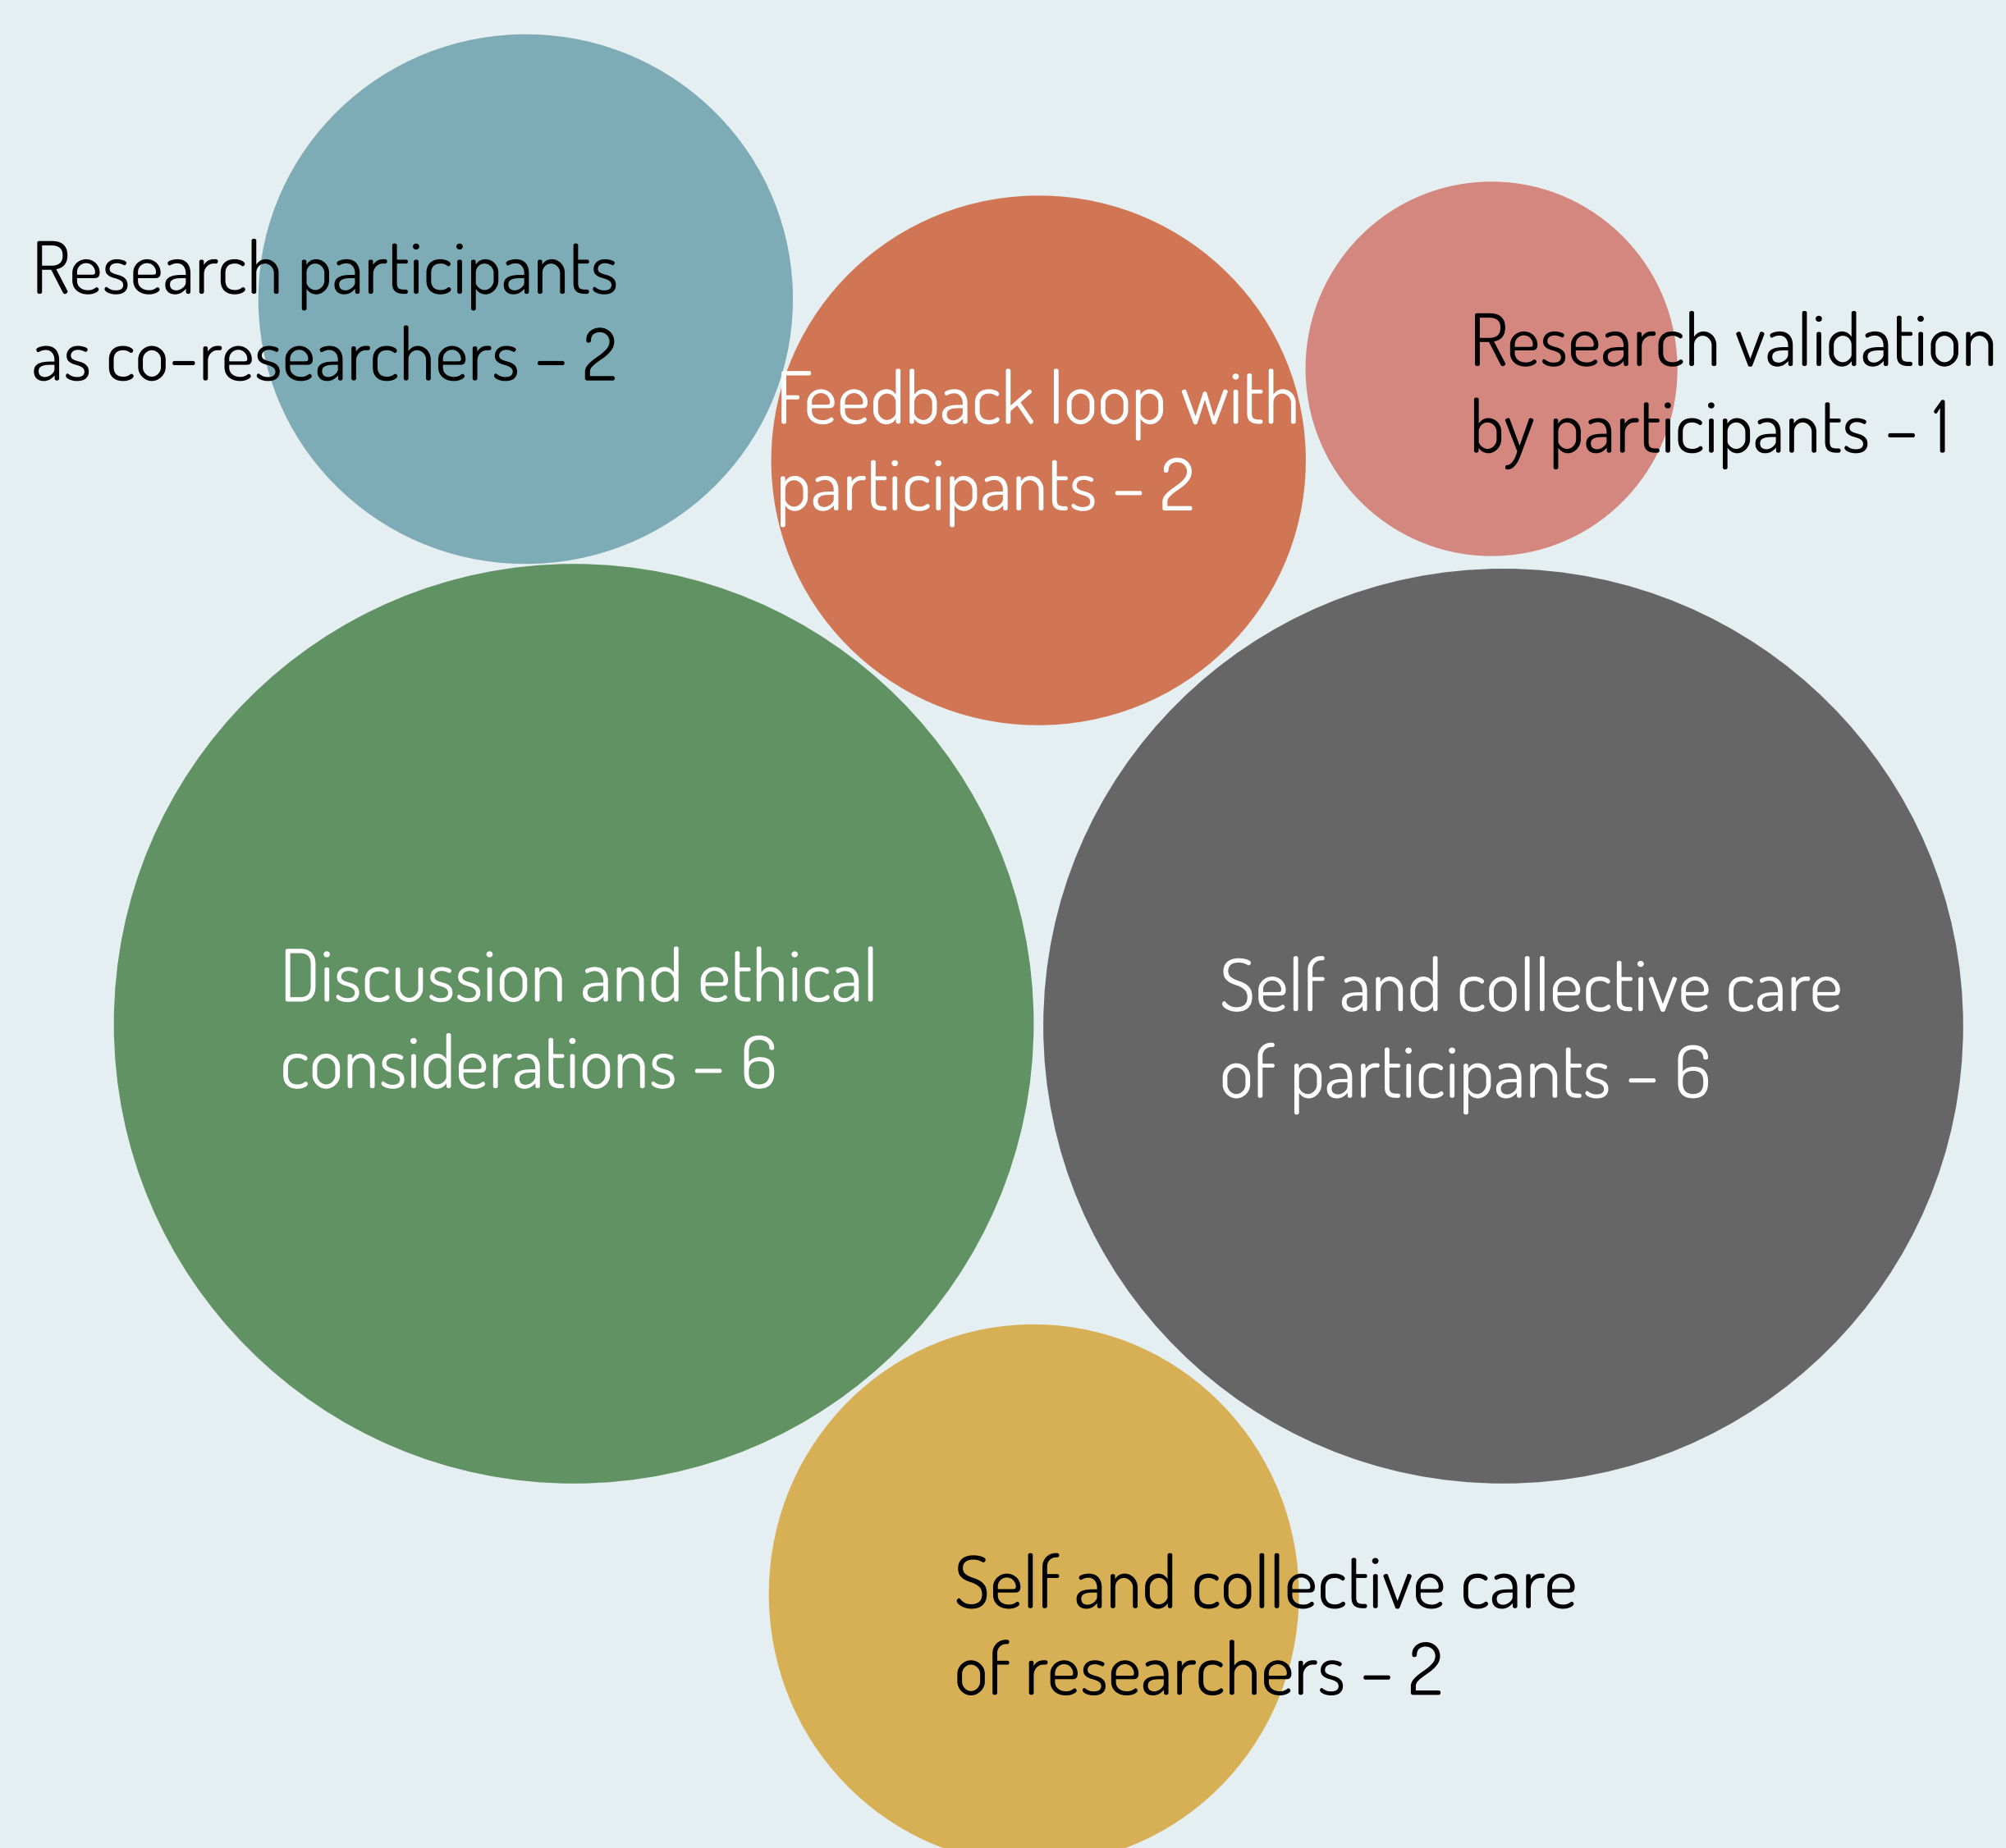 Research participants
as co-researchers – 2
Feedback loop with
participants – 2
Research validation
by participants – 1
Discussion and ethical
considerations – 6
Self and collective care
of participants – 6
Self and collective care
of researchers – 2